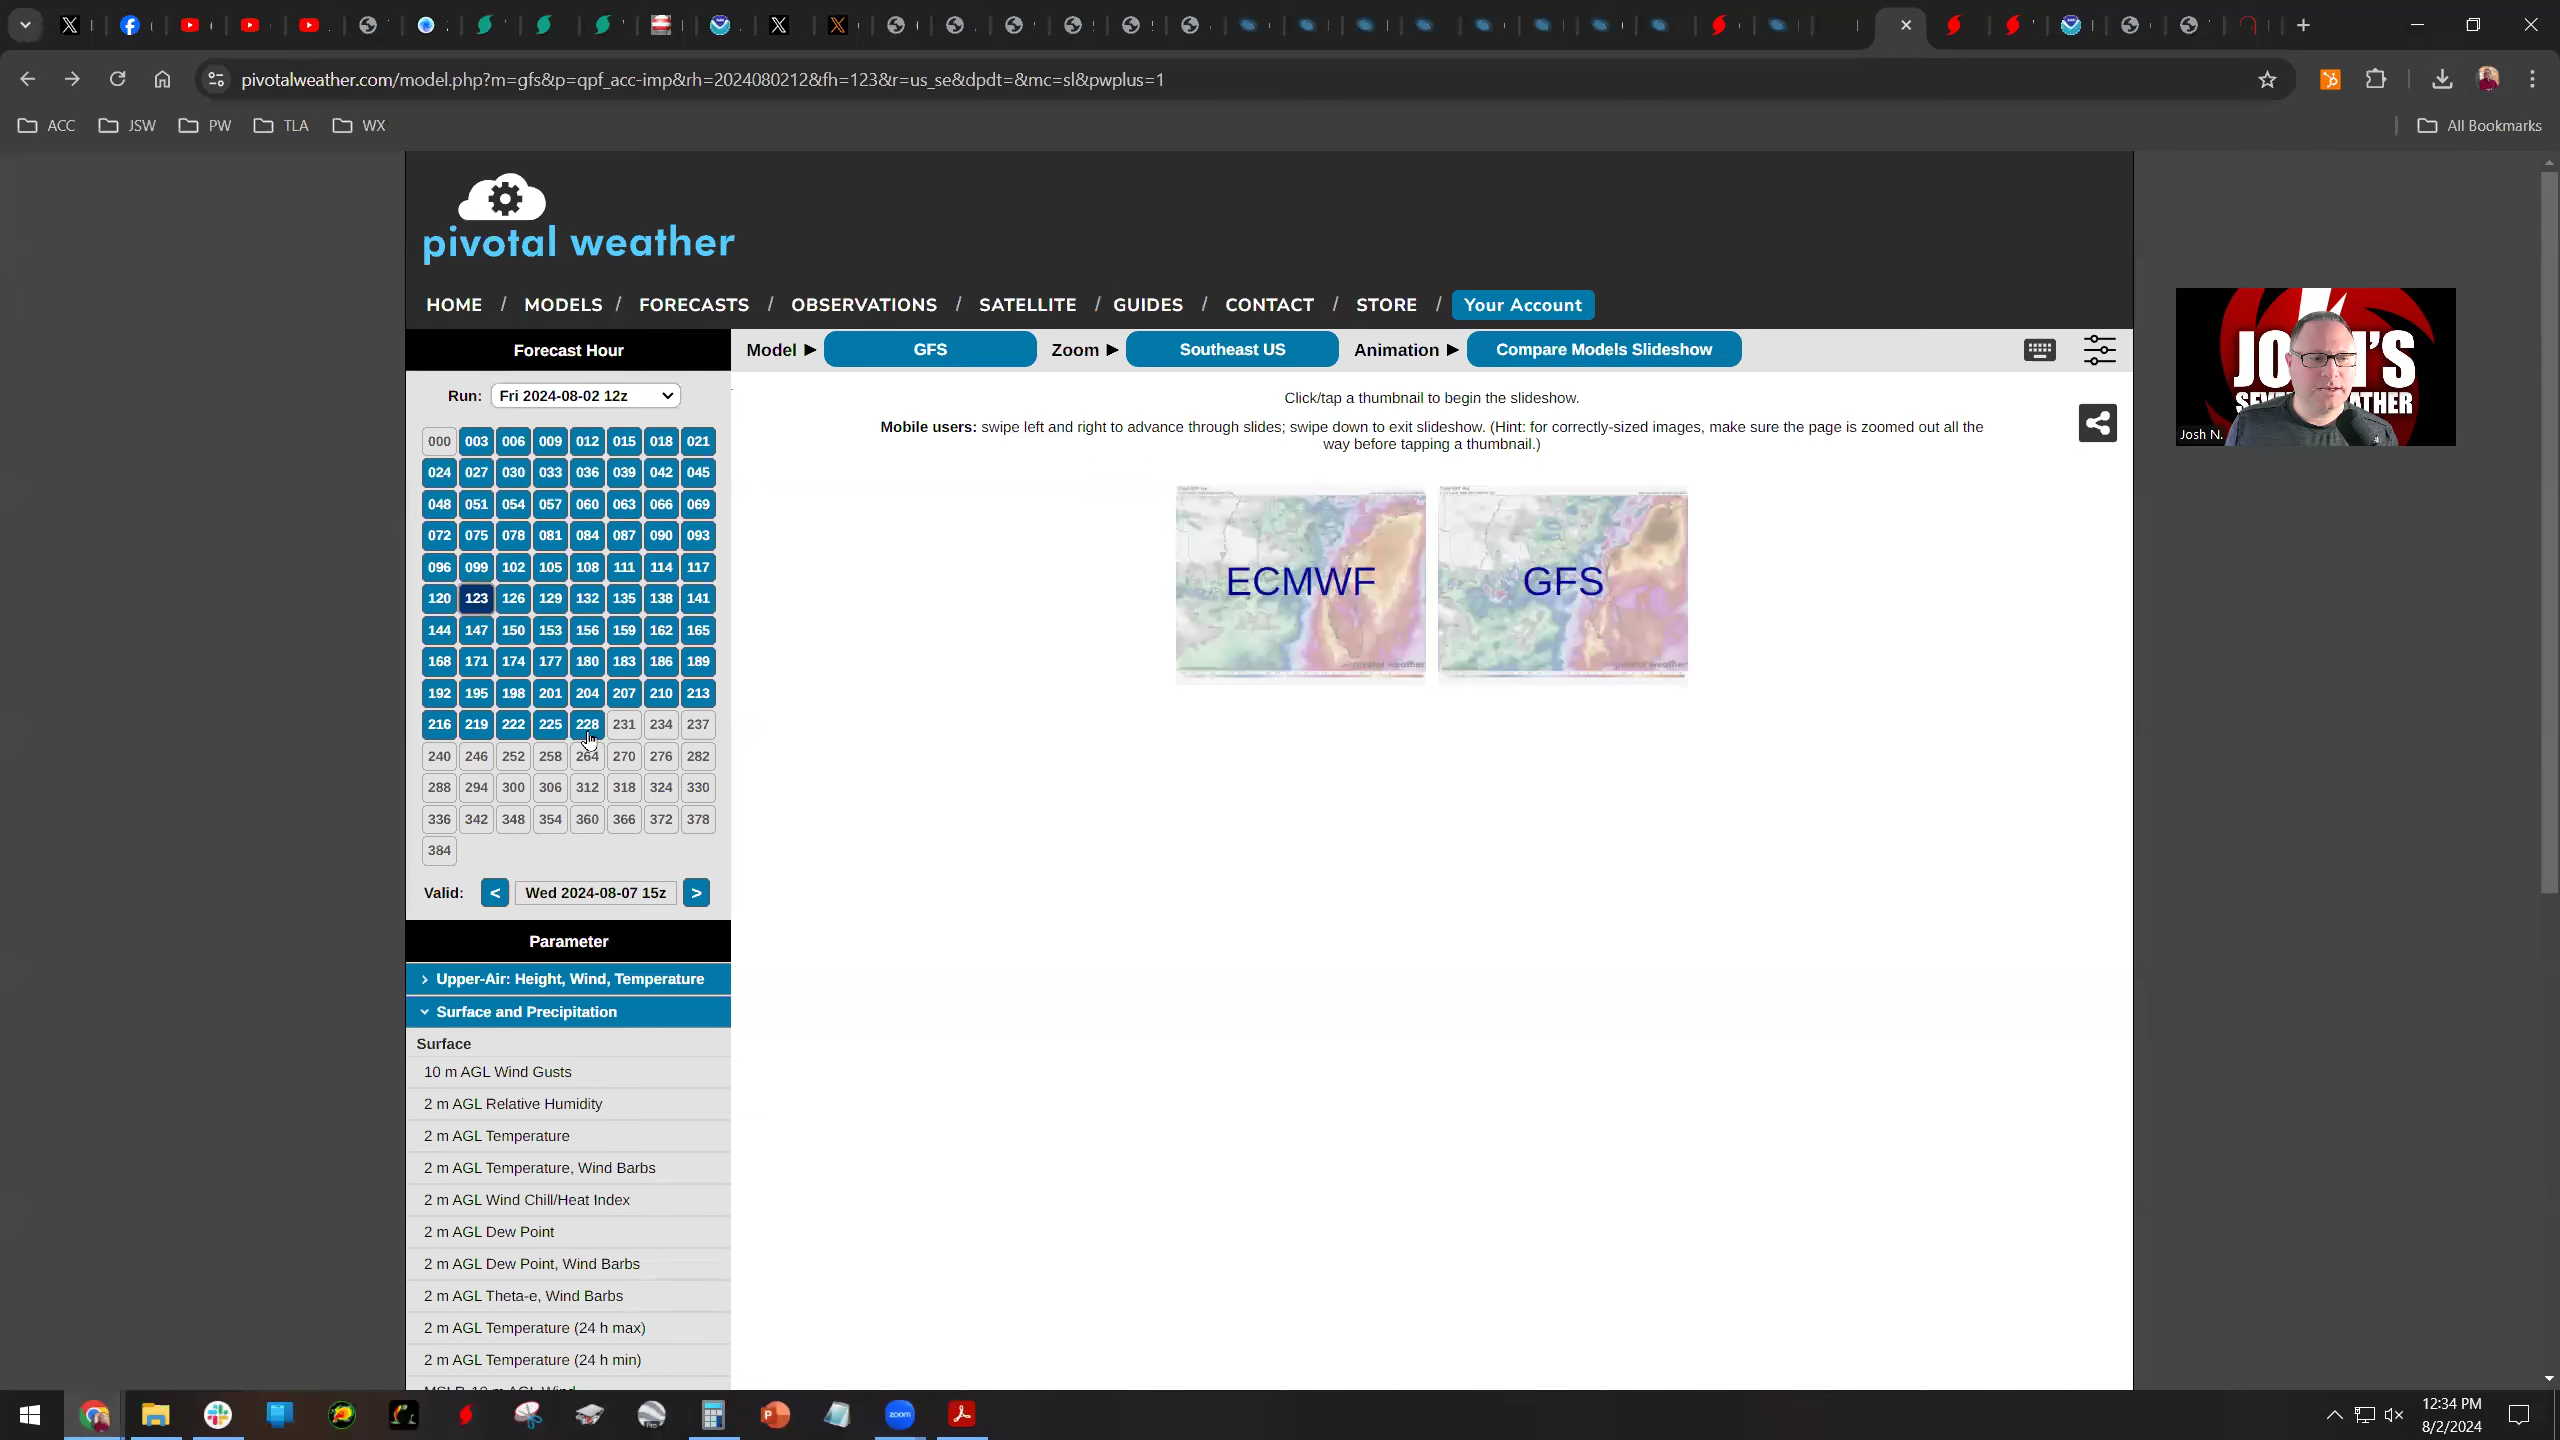 pivotalweather.com/model.php?m=gfs&p=qpf_acc-imp&rh=2024080212&fh=123&r=us_se&dpdt=&mc=sl&pwplus=1
ACC JSW PW TLA WX All Bookmarks
pivotal weather
HOME / MODELS / FORECASTS / OBSERVATIONS / SATELLITE / GUIDES / CONTACT / STORE / Your Account
Forecast Hour
Model ▶ GFS Zoom ▶ Southeast US Animation ▶ Compare Models Slideshow
Run: Fri 2024-08-02 12z
000 003 006 009 012 015 018 021
024 027 030 033 036 039 042 045
048 051 054 057 060 063 066 069
072 075 078 081 084 087 090 093
096 099 102 105 108 111 114 117
120 123 126 129 132 135 138 141
144 147 150 153 156 159 162 165
168 171 174 177 180 183 186 189
192 195 198 201 204 207 210 213
216 219 222 225 228 231 234 237
240 246 252 258 264 270 276 282
288 294 300 306 312 318 324 330
336 342 348 354 360 366 372 378
384
Valid: < Wed 2024-08-07 15z >
Click/tap a thumbnail to begin the slideshow.
Mobile users: swipe left and right to advance through slides; swipe down to exit slideshow. (Hint: for correctly-sized images, make sure the page is zoomed out all the
way before tapping a thumbnail.)
ECMWF GFS
Josh N.
Parameter
Upper-Air: Height, Wind, Temperature
Surface and Precipitation
Surface
10 m AGL Wind Gusts
2 m AGL Relative Humidity
2 m AGL Temperature
2 m AGL Temperature, Wind Barbs
2 m AGL Wind Chill/Heat Index
2 m AGL Dew Point
2 m AGL Dew Point, Wind Barbs
2 m AGL Theta-e, Wind Barbs
2 m AGL Temperature (24 h max)
2 m AGL Temperature (24 h min)
zoom
12:34 PM
8/2/2024